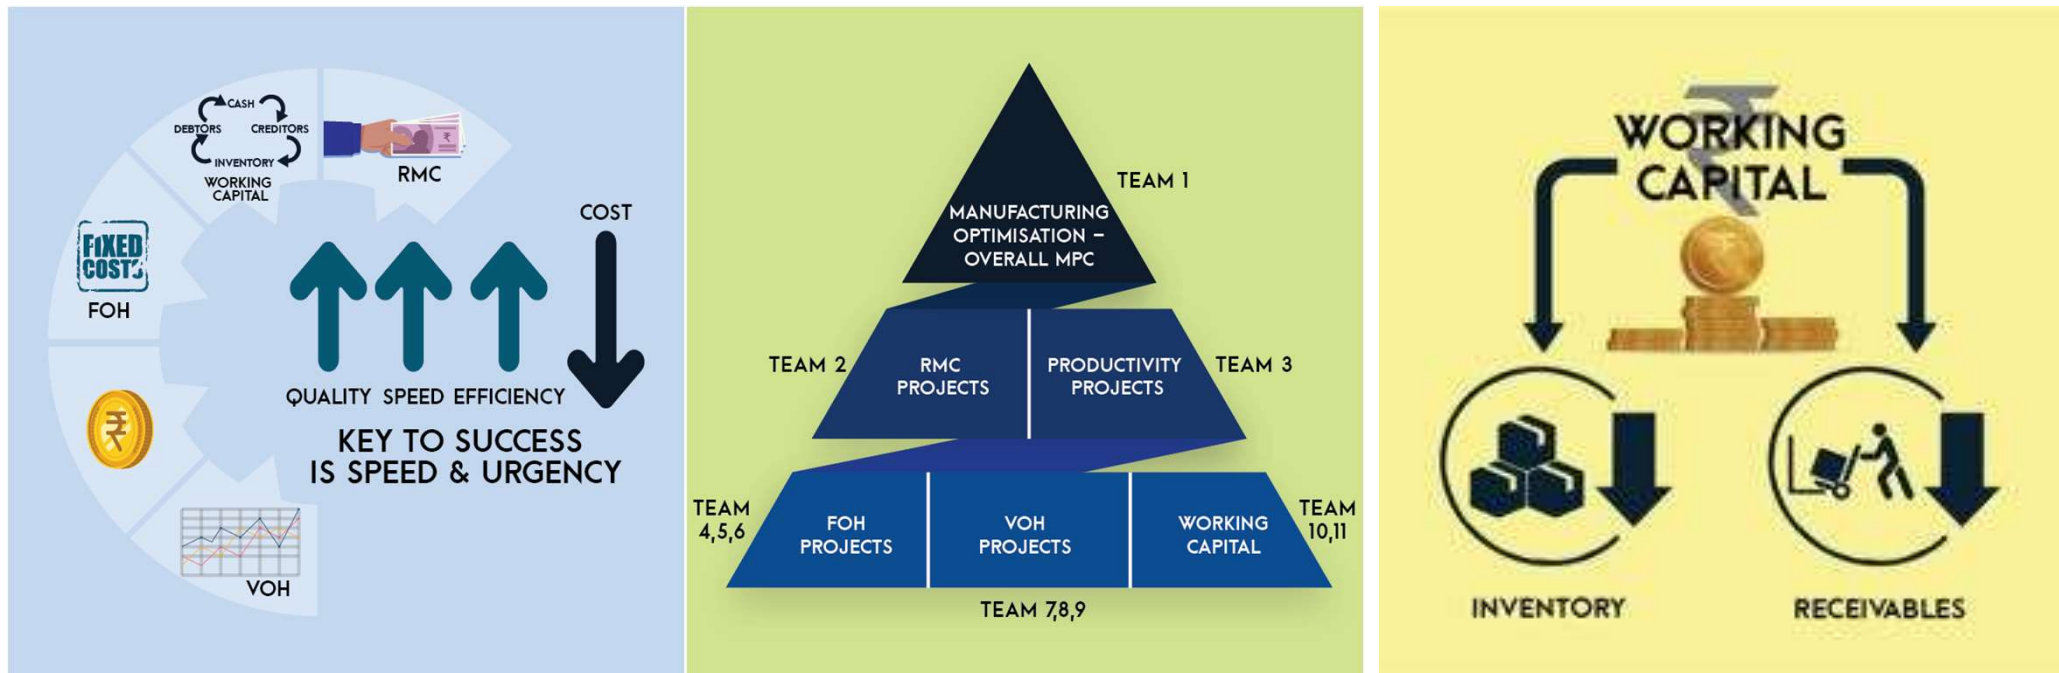 CASH
DEBTORS
CREDITORS
INVENTORY
WORKING
CAPITAL
RMC
FIXED
COSTS
FOH
VOH
COST
QUALITY SPEED EFFICIENCY
KEY TO SUCCESS
IS SPEED & URGENCY
TEAM 1
MANUFACTURING
OPTIMISATION –
OVERALL MPC
TEAM 2
RMC
PROJECTS
PRODUCTIVITY
PROJECTS
TEAM 3
TEAM
4,5,6
FOH
PROJECTS
VOH
PROJECTS
WORKING
CAPITAL
TEAM
10,11
TEAM 7,8,9
₹
WORKING
CAPITAL
INVENTORY
RECEIVABLES